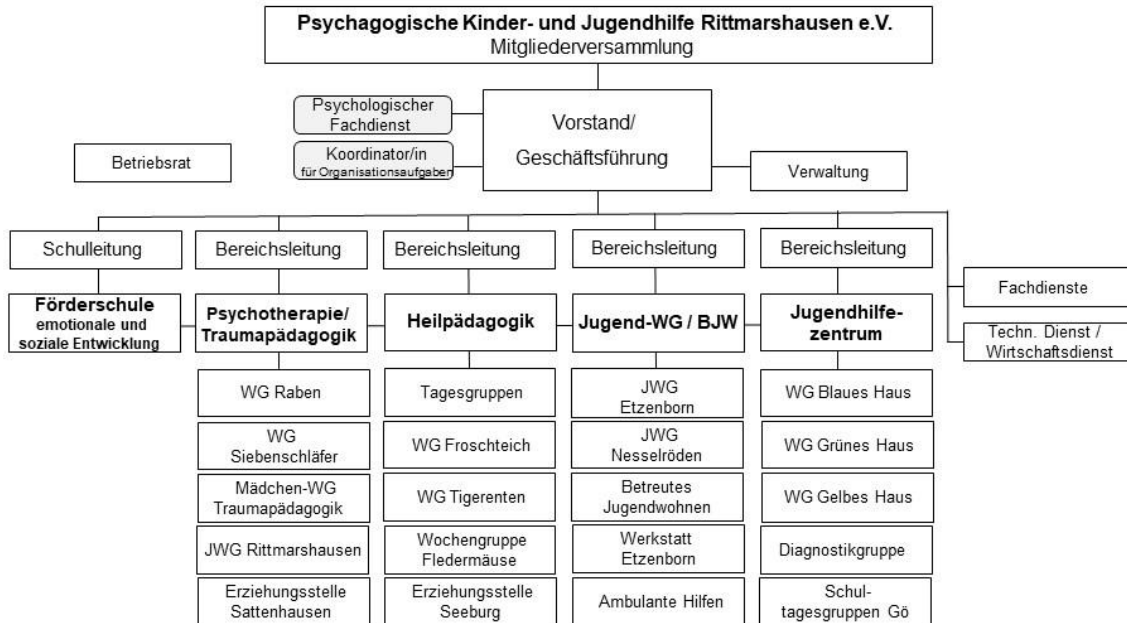 Psychagogische Kinder- und Jugendhilfe Rittmarshausen e.V.
Mitgliederversammlung
Psychologischer
Fachdienst
Koordinator/in
für Organisationsaufgaben
Vorstand/
Geschäftsführung
Betriebsrat
Verwaltung
Schulleitung
Bereichsleitung
Bereichsleitung
Bereichsleitung
Bereichsleitung
Fachdienste
Techn. Dienst /
Wirtschaftsdienst
Förderschule
emotionale und
soziale Entwicklung
Psychotherapie/
Traumapädagogik
Heilpädagogik
Jugend-WG / BJW
Jugendhilfe-
zentrum
WG Raben
WG
Siebenschläfer
Mädchen-WG
Traumapädagogik
JWG Rittmarshausen
Erziehungsstelle
Sattenhausen
Tagesgruppen
WG Froschteich
WG Tigerenten
Wochengruppe
Fledermäuse
Erziehungsstelle
Seeburg
JWG
Etzenborn
JWG
Nesselröden
Betreutes
Jugendwohnen
Werkstatt
Etzenborn
Ambulante Hilfen
WG Blaues Haus
WG Grünes Haus
WG Gelbes Haus
Diagnostikgruppe
Schul-
tagesgruppen Gö